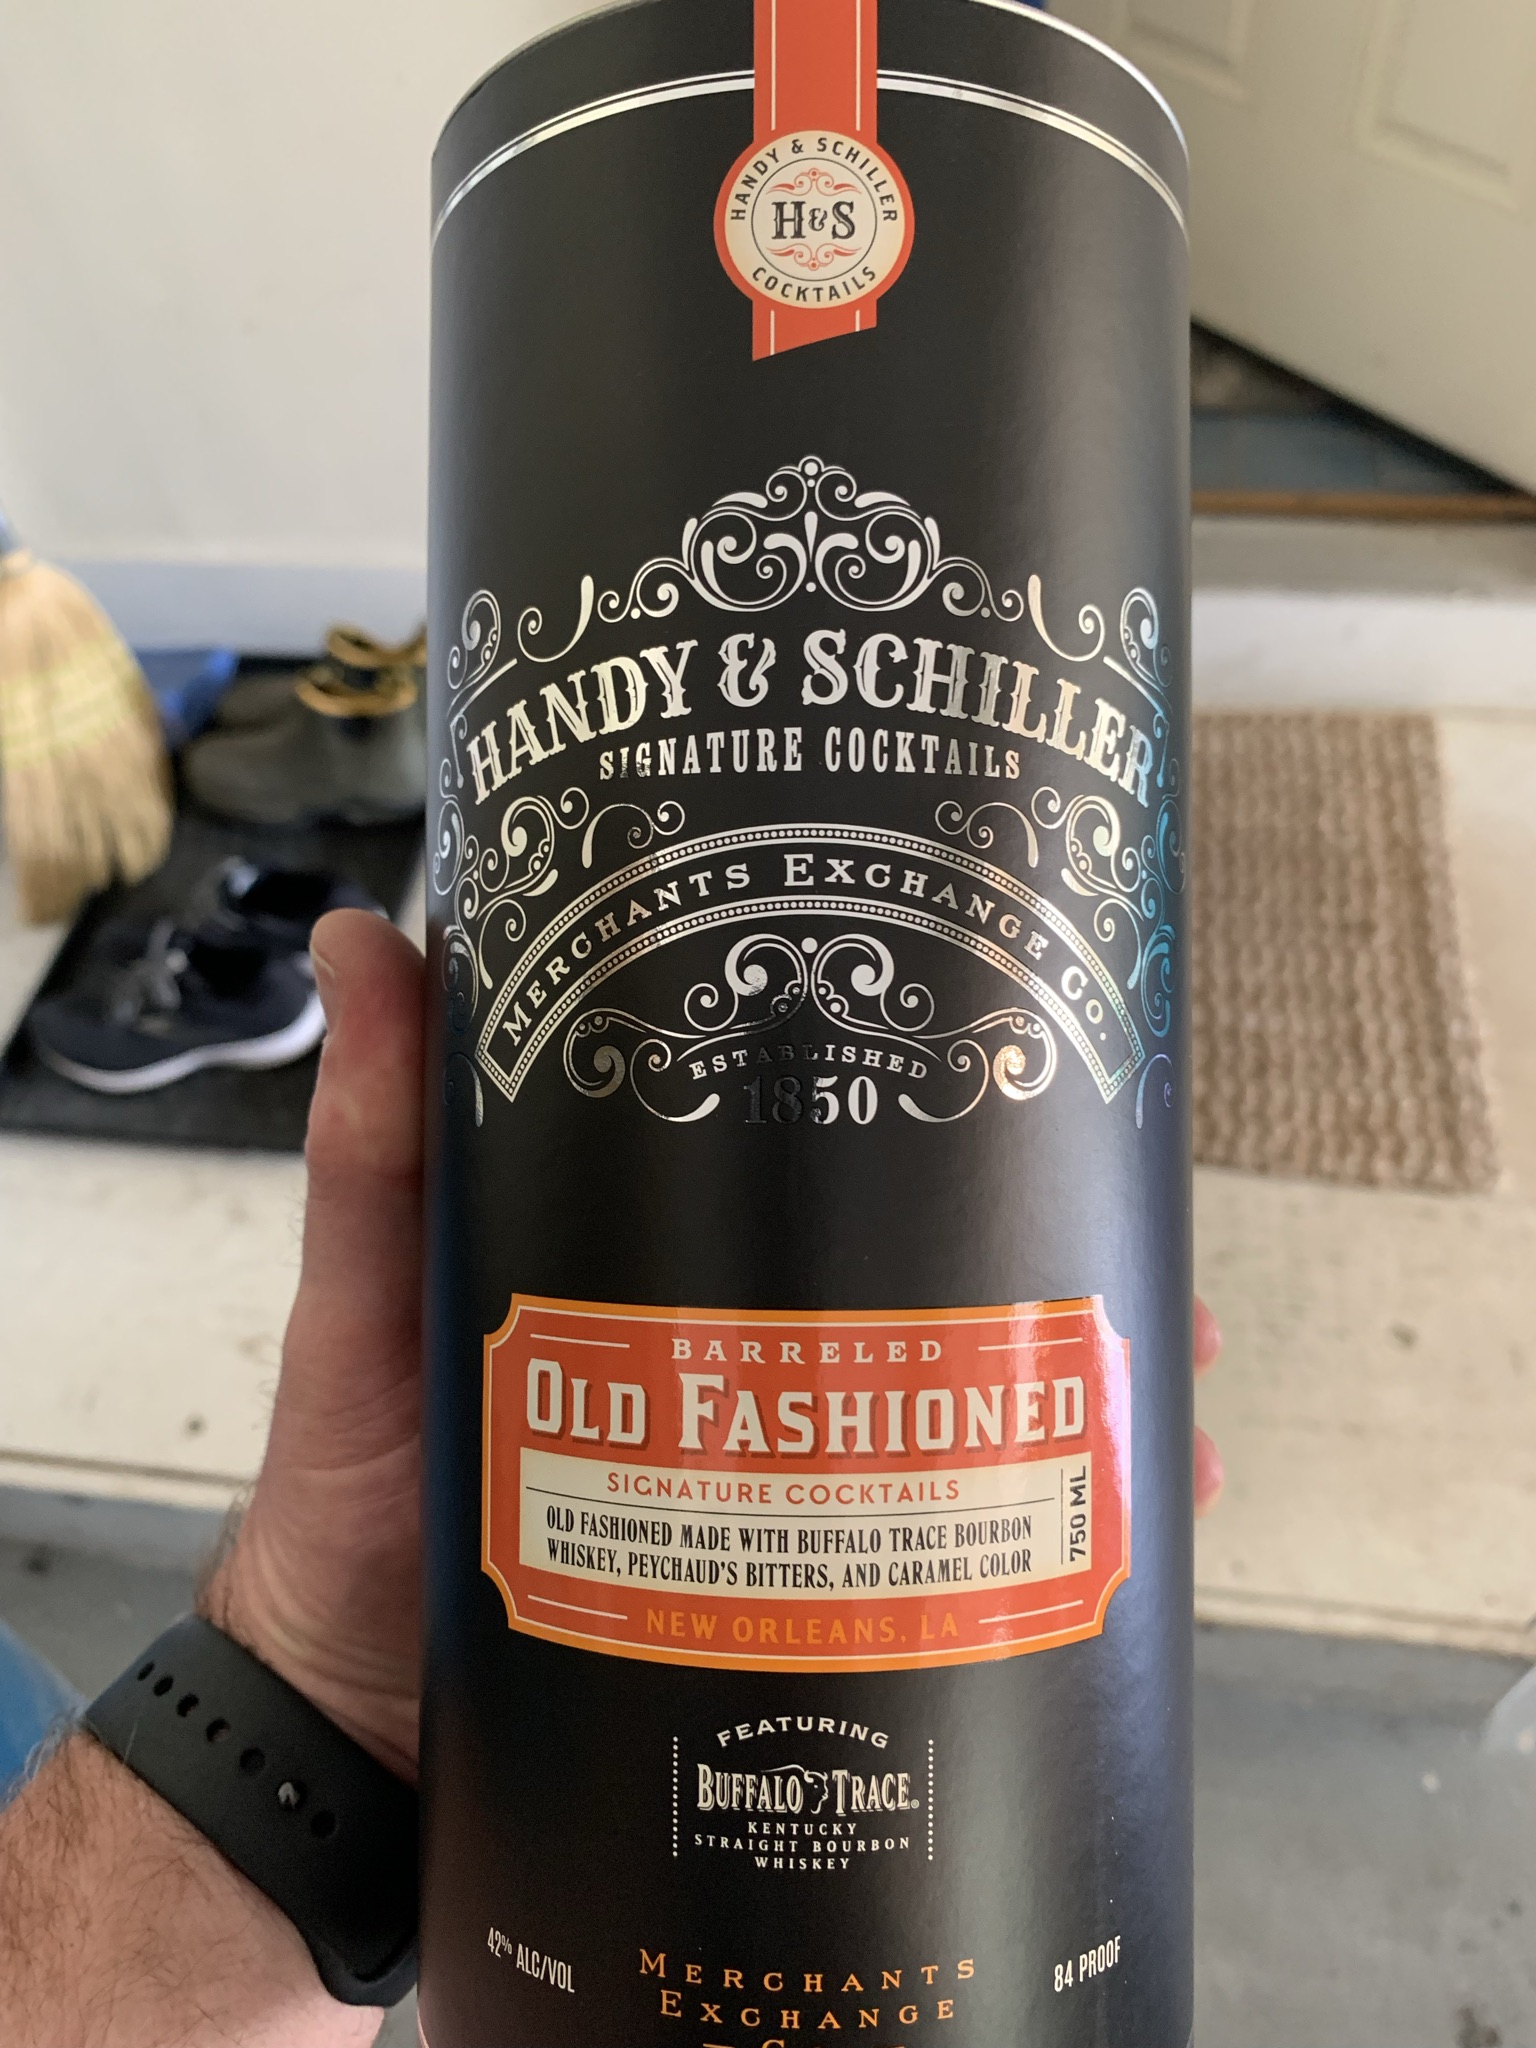 HANDY & SCHILLER
H&S
COCKTAILS
HANDY & SCHILLER
SIGNATURE COCKTAILS
MERCHANTS EXCHANGE CO.
ESTABLISHED
1850
BARRELED
OLD FASHIONED
SIGNATURE COCKTAILS
OLD FASHIONED MADE WITH BUFFALO TRACE BOURBON
WHISKEY, PEYCHAUD'S BITTERS, AND CARAMEL COLOR
750 ML
NEW ORLEANS, LA
FEATURING
BUFFALO TRACE®
KENTUCKY
STRAIGHT BOURBON
WHISKEY
42% ALC/VOL
MERCHANTS
EXCHANGE
84 PROOF